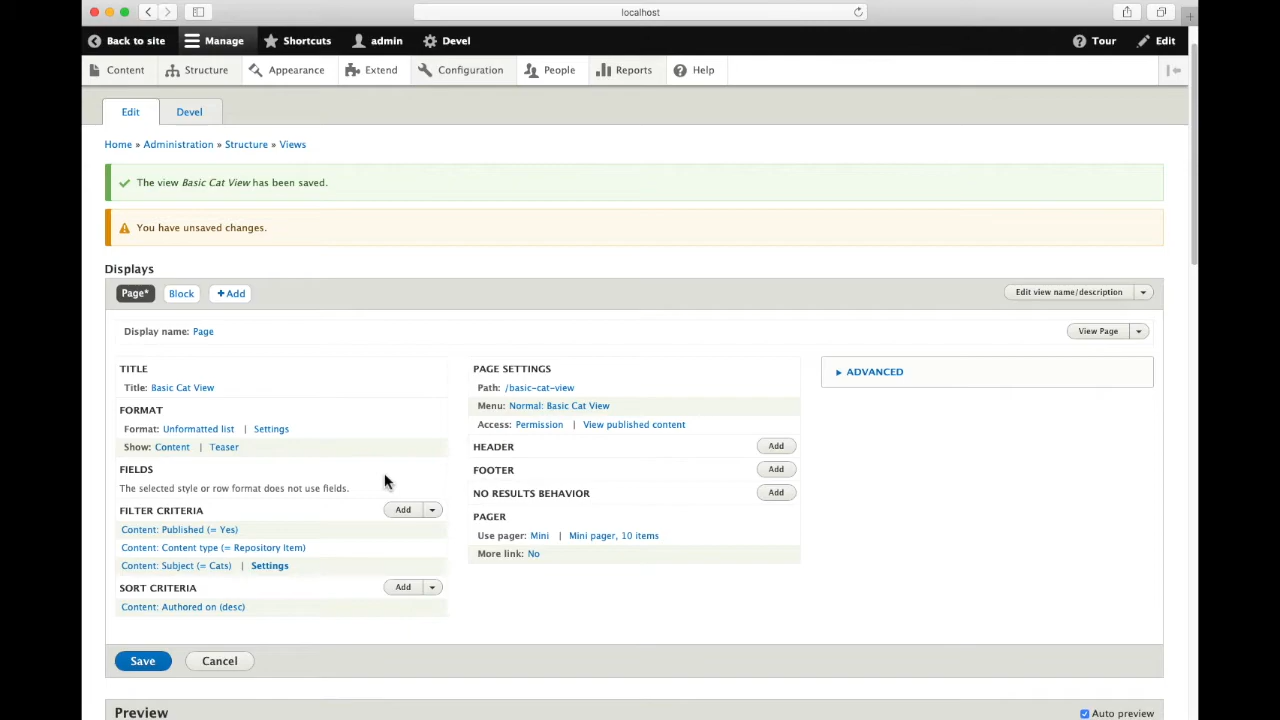 localhost
Back to site Manage Shortcuts admin Devel Tour Edit
Content Structure Appearance Extend Configuration People Reports Help
Edit Devel
Home » Administration » Structure » Views
The view Basic Cat View has been saved.
You have unsaved changes.
Displays
Page* Block +Add Edit view name/description
Display name: Page View Page
TITLE
Title: Basic Cat View
FORMAT
Format: Unformatted list | Settings
Show: Content | Teaser
FIELDS
The selected style or row format does not use fields.
FILTER CRITERIA Add
Content: Published (= Yes)
Content: Content type (= Repository Item)
Content: Subject (= Cats) | Settings
SORT CRITERIA Add
Content: Authored on (desc)
PAGE SETTINGS
Path: /basic-cat-view
Menu: Normal: Basic Cat View
Access: Permission | View published content
HEADER Add
FOOTER Add
NO RESULTS BEHAVIOR Add
PAGER
Use pager: Mini | Mini pager, 10 items
More link: No
ADVANCED
Save Cancel
Preview Auto preview